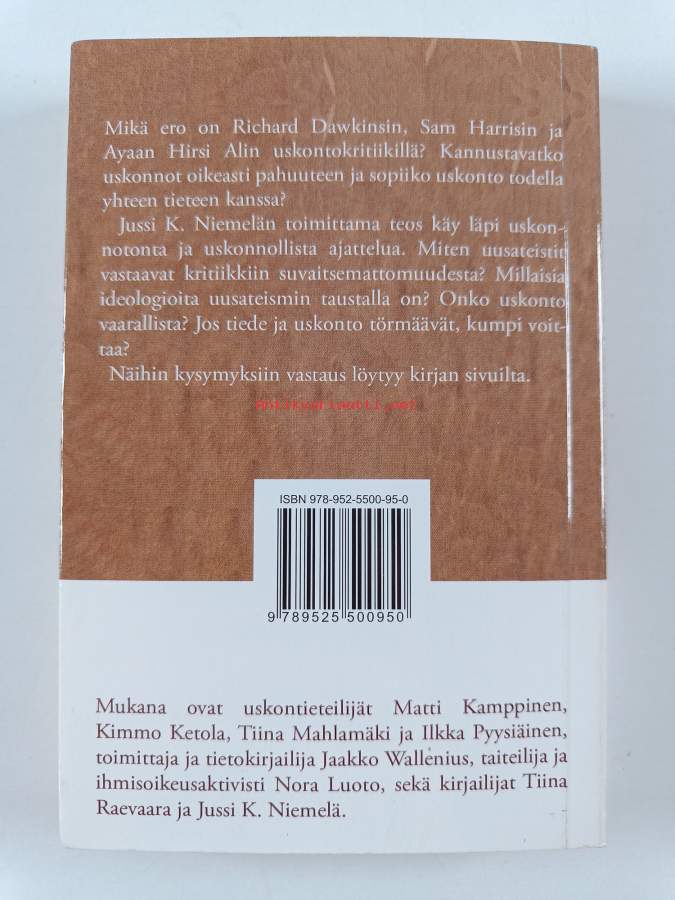 Mikä ero on Richard Dawkinsin, Sam Harrisin ja
Ayaan Hirsi Alin uskontokritiikillä? Kannustavatko
uskonnot oikeasti pahuuteen ja sopiiko uskonto todella
yhteen tieteen kanssa?
Jussi K. Niemelän toimittama teos käy läpi uskon-
notonta ja uskonnollista ajattelua. Miten uusateistit
vastaavat kritiikkiin suvaitsemattomuudesta? Millaisia
ideologioita uusateismin taustalla on? Onko uskonto
vaarallista? Jos tiede ja uskonto törmäävät, kumpi voit-
taa?
Näihin kysymyksiin vastaus löytyy kirjan sivuilta.
Antikvariaatti.net
ISBN 978-952-5500-95-0
9 789525 500950
Mukana ovat uskontieteilijät Matti Kamppinen,
Kimmo Ketola, Tiina Mahlamäki ja Ilkka Pyysiäinen,
toimittaja ja tietokirjailija Jaakko Wallenius, taiteilija ja
ihmisoikeusaktivisti Nora Luoto, sekä kirjailijat Tiina
Raevaara ja Jussi K. Niemelä.